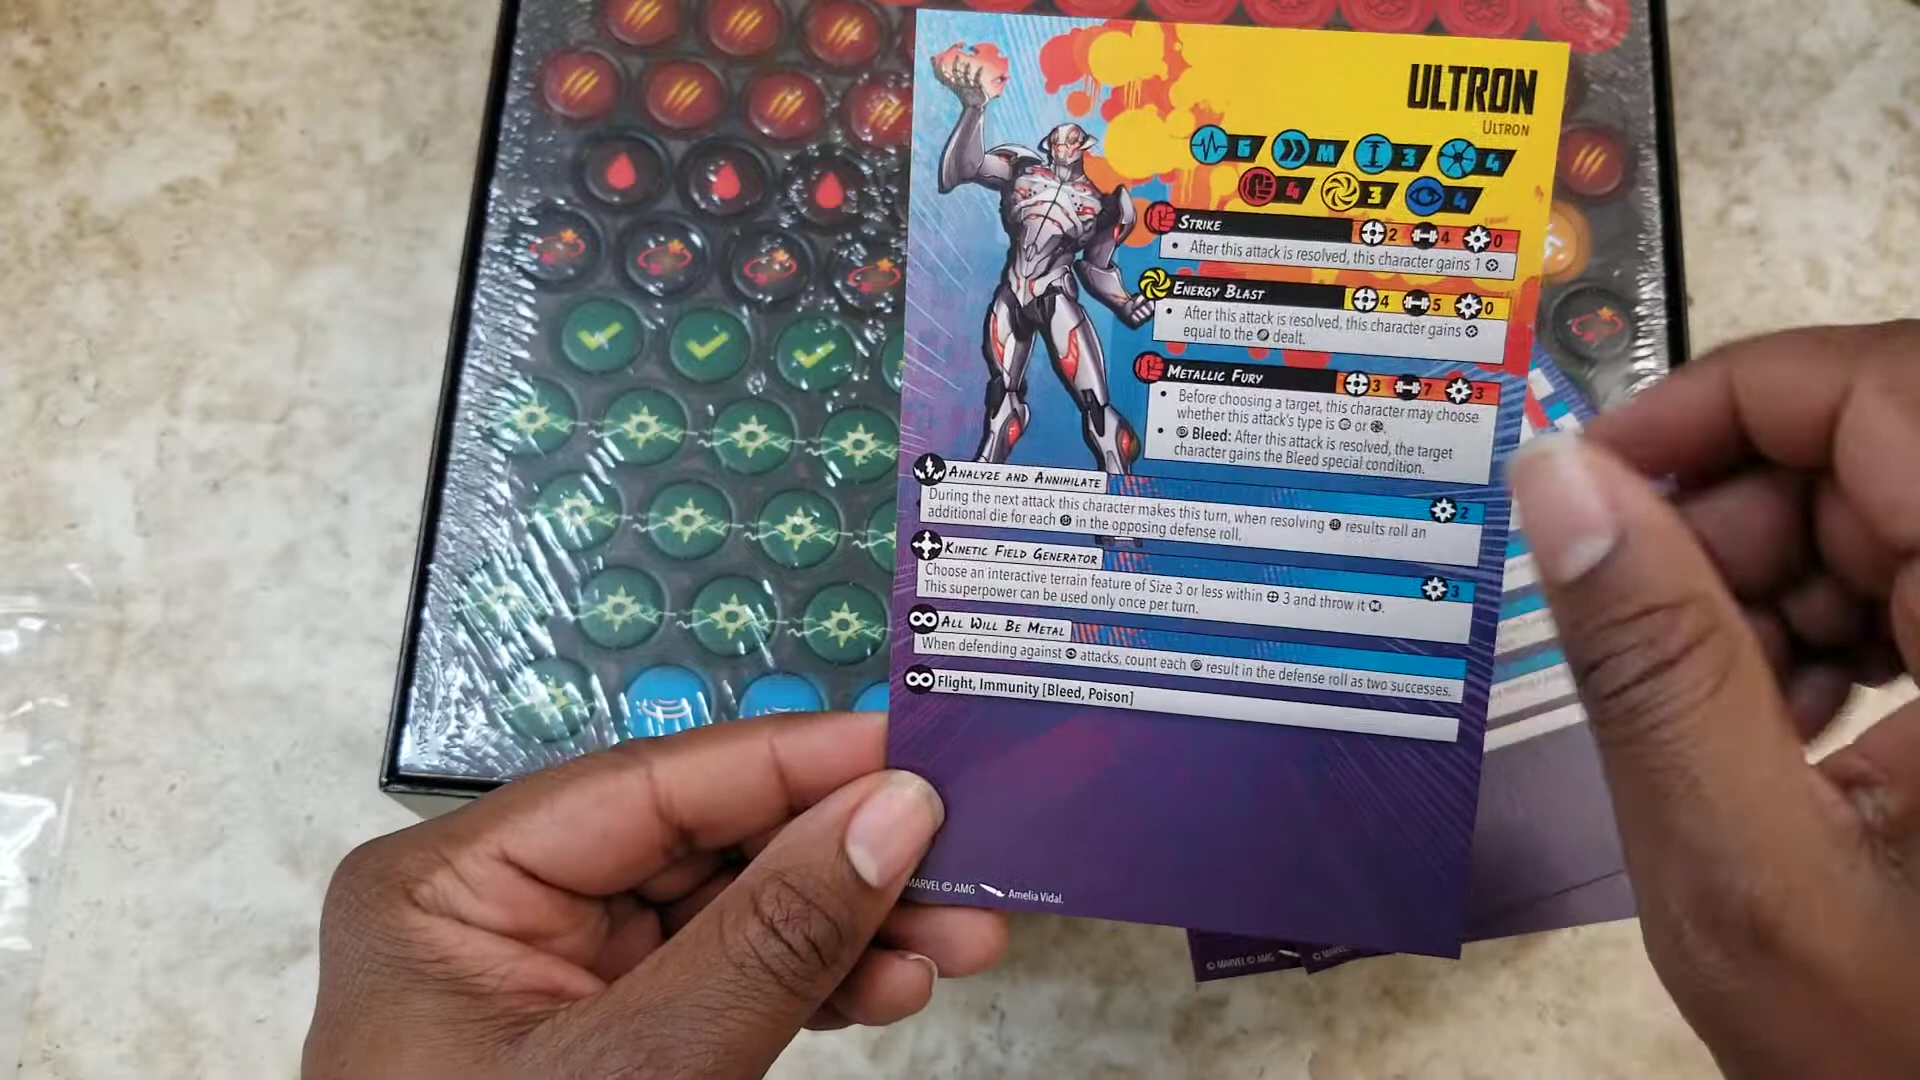 ULTRON
ULTRON
6 M 3 4
4 3 4
STRIKE 2 4 0
• After this attack is resolved, this character gains 1 .
ENERGY BLAST 4 5 0
• After this attack is resolved, this character gains
equal to the dealt.
METALLIC FURY 3 7 3
• Before choosing a target, this character may choose
whether this attack's type is or .
• Bleed: After this attack is resolved, the target
character gains the Bleed special condition.
ANALYZE AND ANNIHILATE 2
During the next attack this character makes this turn, when resolving results roll an
additional die for each in the opposing defense roll.
KINETIC FIELD GENERATOR 3
Choose an interactive terrain feature of Size 3 or less within 3 and throw it M.
This superpower can be used only once per turn.
ALL WILL BE METAL
When defending against attacks, count each result in the defense roll as two successes.
Flight, Immunity [Bleed, Poison]
MARVEL © AMG Amelia Vidal.
© MARVEL © AMG
© MARVEL